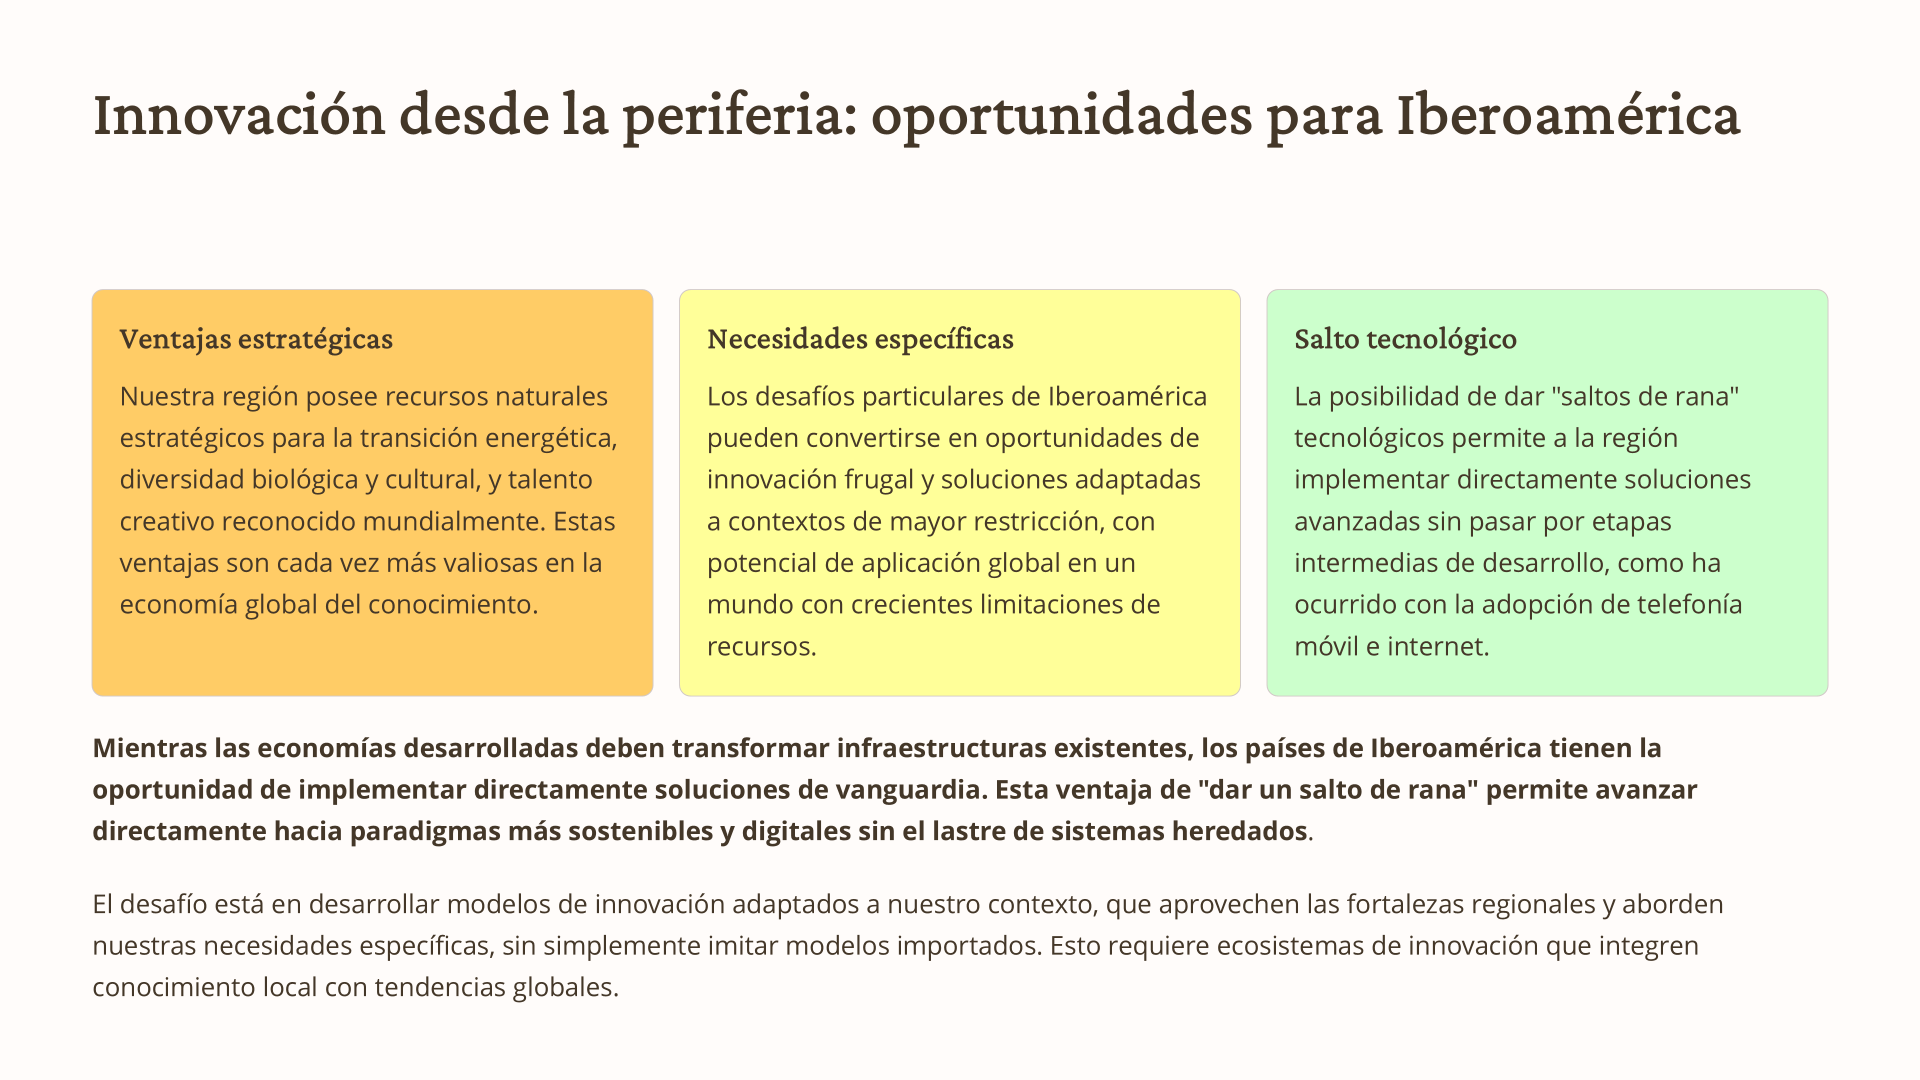 Innovación desde la periferia: oportunidades para Iberoamérica
Ventajas estratégicas
Nuestra región posee recursos naturales
estratégicos para la transición energética,
diversidad biológica y cultural, y talento
creativo reconocido mundialmente. Estas
ventajas son cada vez más valiosas en la
economía global del conocimiento.
Necesidades específicas
Los desafíos particulares de Iberoamérica
pueden convertirse en oportunidades de
innovación frugal y soluciones adaptadas
a contextos de mayor restricción, con
potencial de aplicación global en un
mundo con crecientes limitaciones de
recursos.
Salto tecnológico
La posibilidad de dar "saltos de rana"
tecnológicos permite a la región
implementar directamente soluciones
avanzadas sin pasar por etapas
intermedias de desarrollo, como ha
ocurrido con la adopción de telefonía
móvil e internet.
Mientras las economías desarrolladas deben transformar infraestructuras existentes, los países de Iberoamérica tienen la
oportunidad de implementar directamente soluciones de vanguardia. Esta ventaja de "dar un salto de rana" permite avanzar
directamente hacia paradigmas más sostenibles y digitales sin el lastre de sistemas heredados.
El desafío está en desarrollar modelos de innovación adaptados a nuestro contexto, que aprovechen las fortalezas regionales y aborden
nuestras necesidades específicas, sin simplemente imitar modelos importados. Esto requiere ecosistemas de innovación que integren
conocimiento local con tendencias globales.